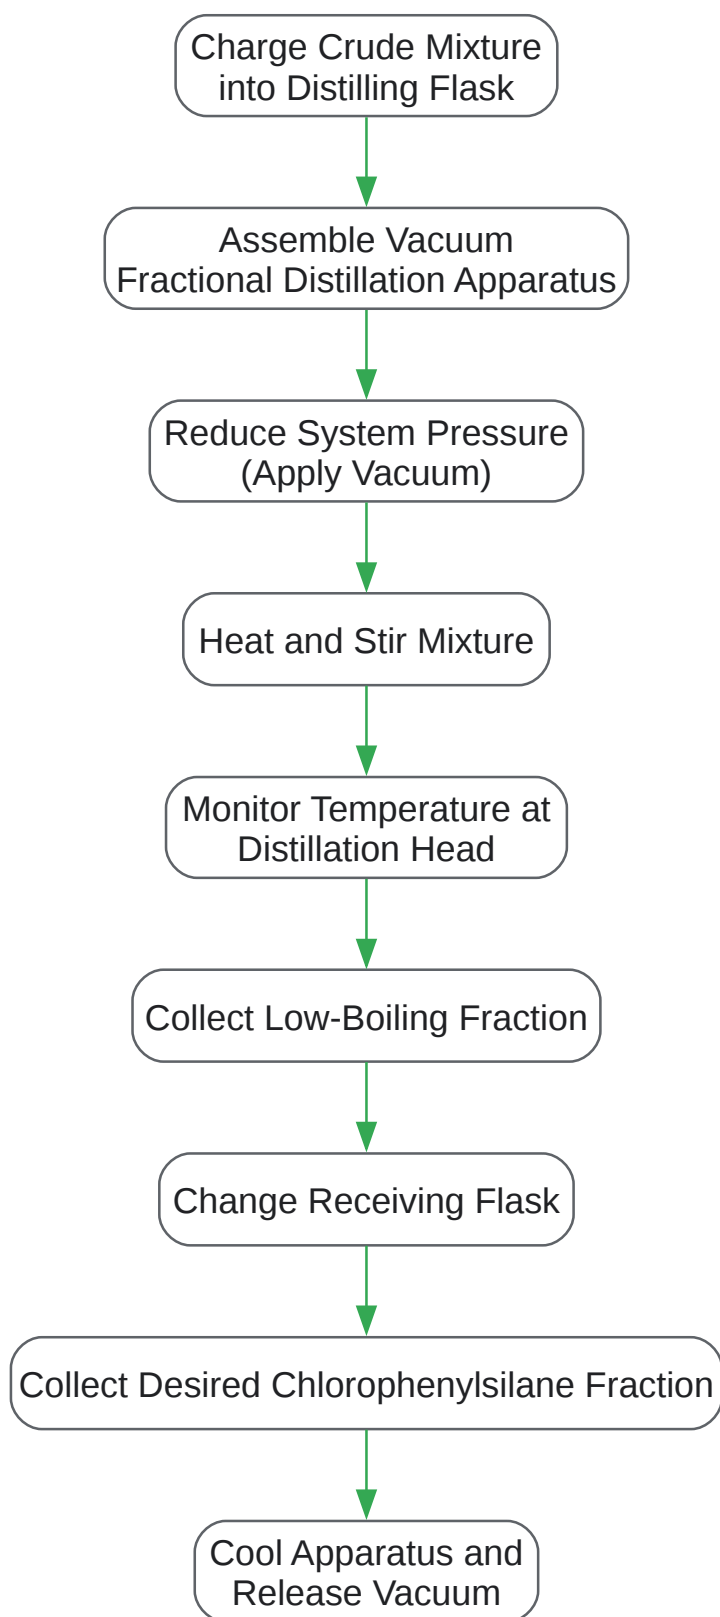 Charge Crude Mixture
into Distilling Flask
Assemble Vacuum
Fractional Distillation Apparatus
Reduce System Pressure
(Apply Vacuum)
Heat and Stir Mixture
Monitor Temperature at
Distillation Head
Collect Low-Boiling Fraction
Change Receiving Flask
Collect Desired Chlorophenylsilane Fraction
Cool Apparatus and
Release Vacuum